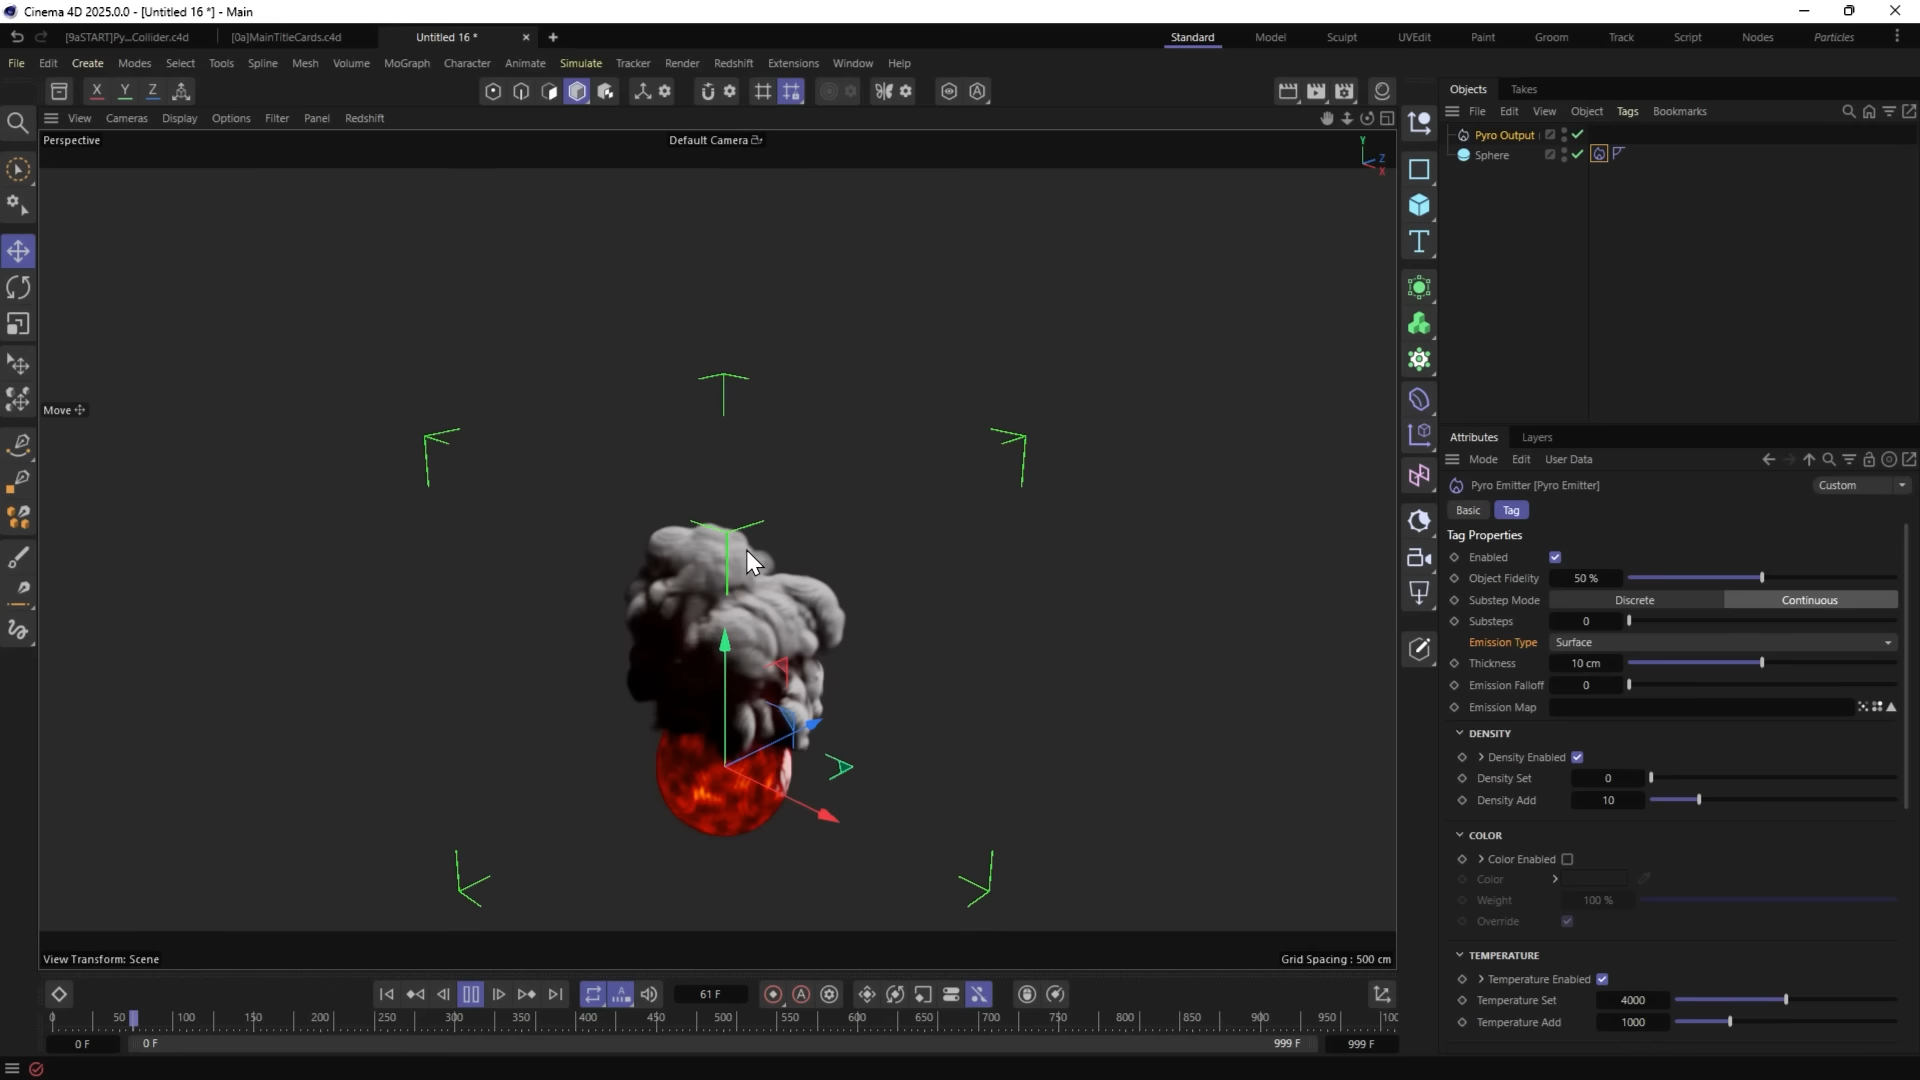 Cinema 4D 2025.0.0 - [Untitled 16 *] - Main
[9aSTART]Py...Collider.c4d [0a]MainTitleCards.c4d Untitled 16 * Standard Model Sculpt UVEdit Paint Groom Track Script Nodes Particles
File Edit Create Modes Select Tools Spline Mesh Volume MoGraph Character Animate Simulate Tracker Render Redshift Extensions Window Help
X Y Z
Objects Takes
File Edit View Object Tags Bookmarks
View Cameras Display Options Filter Panel Redshift
Perspective Default Camera
Y Z X
Pyro Output
Sphere
Move
Attributes Layers
Mode Edit User Data
Pyro Emitter [Pyro Emitter] Custom
Basic Tag
Tag Properties
Enabled
Object Fidelity 50 %
Substep Mode Discrete Continuous
Substeps 0
Emission Type Surface
Thickness 10 cm
Emission Falloff 0
Emission Map
DENSITY
Density Enabled
Density Set 0
Density Add 10
COLOR
Color Enabled
Color
Weight 100 %
Override
TEMPERATURE
Temperature Enabled
Temperature Set 4000
Temperature Add 1000
View Transform: Scene Grid Spacing : 500 cm
61 F
0 50 100 150 200 250 300 350 400 450 500 550 600 650 700 750 800 850 900 950 100
0 F 0 F 999 F 999 F